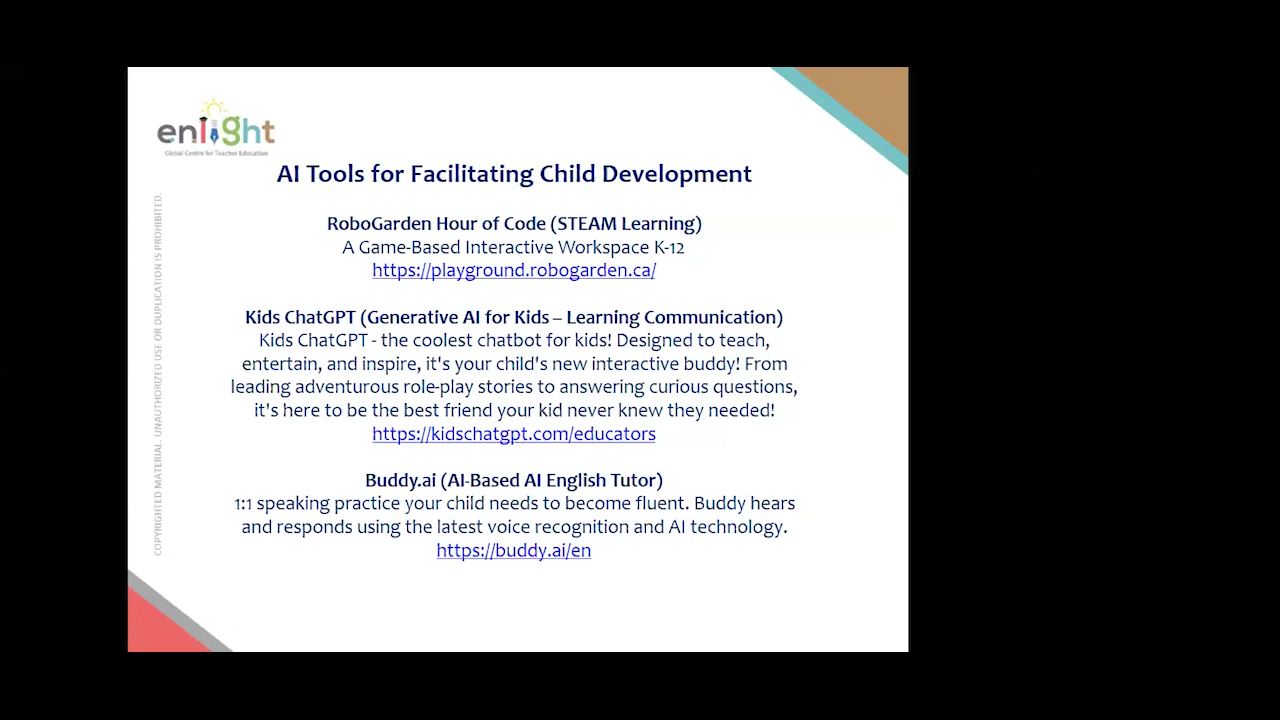 enlight
Global Centre for Teacher Education
AI Tools for Facilitating Child Development
RoboGarden Hour of Code (STEAM Learning)
A Game-Based Interactive Workspace K-12
https://playground.robogarden.ca/
Kids ChatGPT (Generative AI for Kids – Learning Communication)
Kids ChatGPT - the coolest chatbot for kids! Designed to teach,
entertain, and inspire, it's your child's new interactive buddy! From
leading adventurous role-play stories to answering curious questions,
it's here to be the best friend your kid never knew they needed!
https://kidschatgpt.com/educators
Buddy.ai (AI-Based AI English Tutor)
1:1 speaking practice your child needs to become fluent. Buddy hears
and responds using the latest voice recognition and AI technology.
https://buddy.ai/en
COPYRIGHTED MATERIAL. UNAUTHORIZED USE OR DUPLICATION IS PROHIBITED.